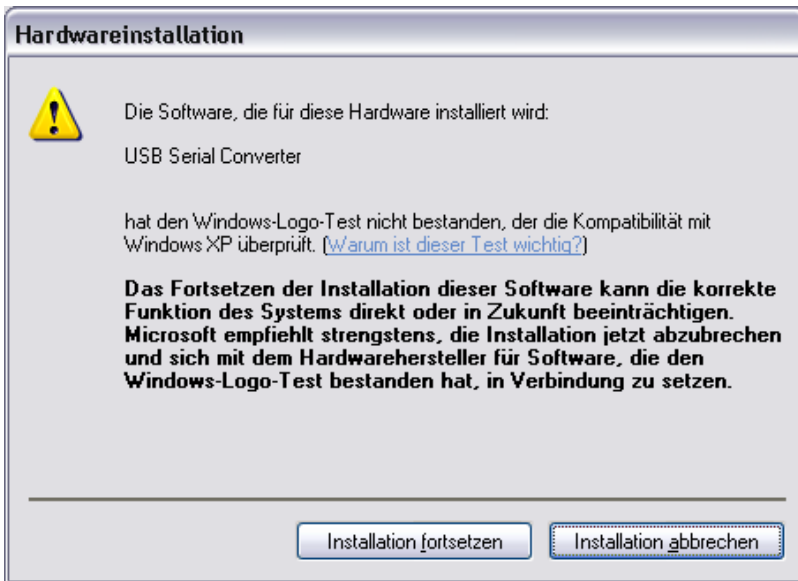 Hardwareinstallation
Die Software, die für diese Hardware installiert wird:
USB Serial Converter
hat den Windows-Logo-Test nicht bestanden, der die Kompatibilität mit
Windows XP überprüft. (Warum ist dieser Test wichtig?)
Das Fortsetzen der Installation dieser Software kann die korrekte
Funktion des Systems direkt oder in Zukunft beeinträchtigen.
Microsoft empfiehlt strengstens, die Installation jetzt abzubrechen
und sich mit dem Hardwarehersteller für Software, die den
Windows-Logo-Test bestanden hat, in Verbindung zu setzen.
Installation fortsetzen
Installation abbrechen